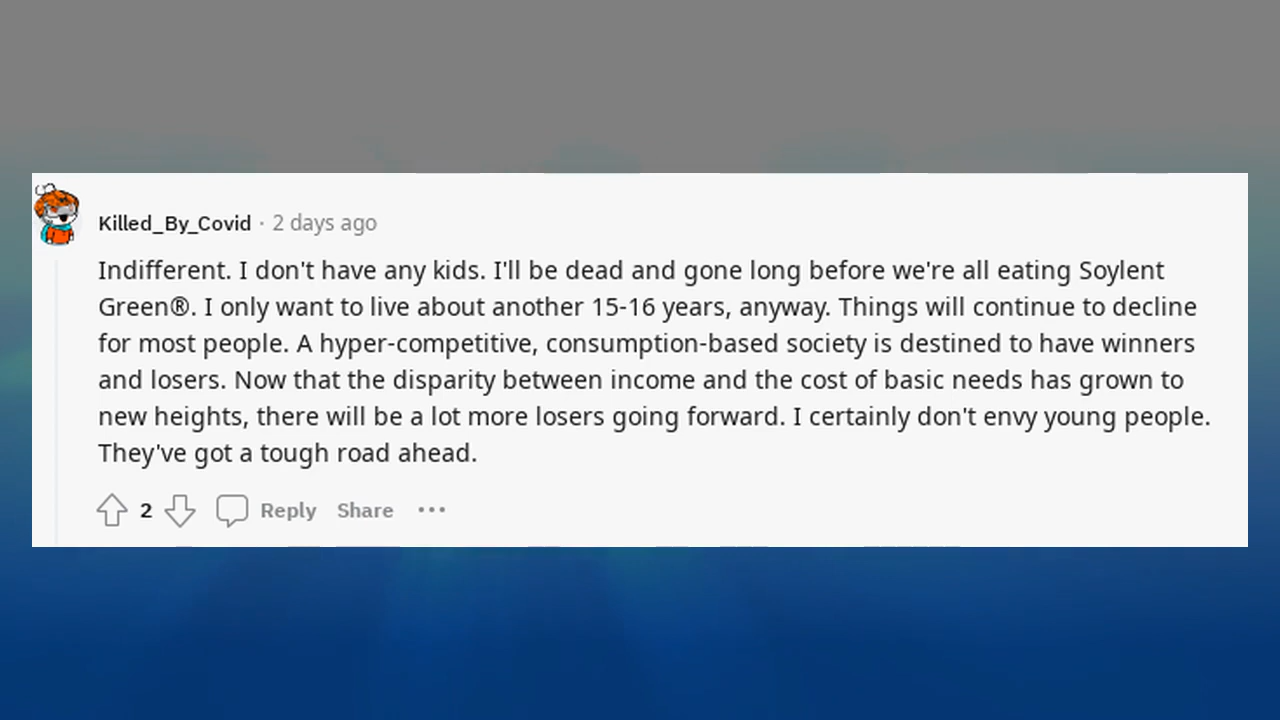 Killed_By_Covid · 2 days ago
Indifferent. I don't have any kids. I'll be dead and gone long before we're all eating Soylent
Green®. I only want to live about another 15-16 years, anyway. Things will continue to decline
for most people. A hyper-competitive, consumption-based society is destined to have winners
and losers. Now that the disparity between income and the cost of basic needs has grown to
new heights, there will be a lot more losers going forward. I certainly don't envy young people.
They've got a tough road ahead.
2 Reply Share •••